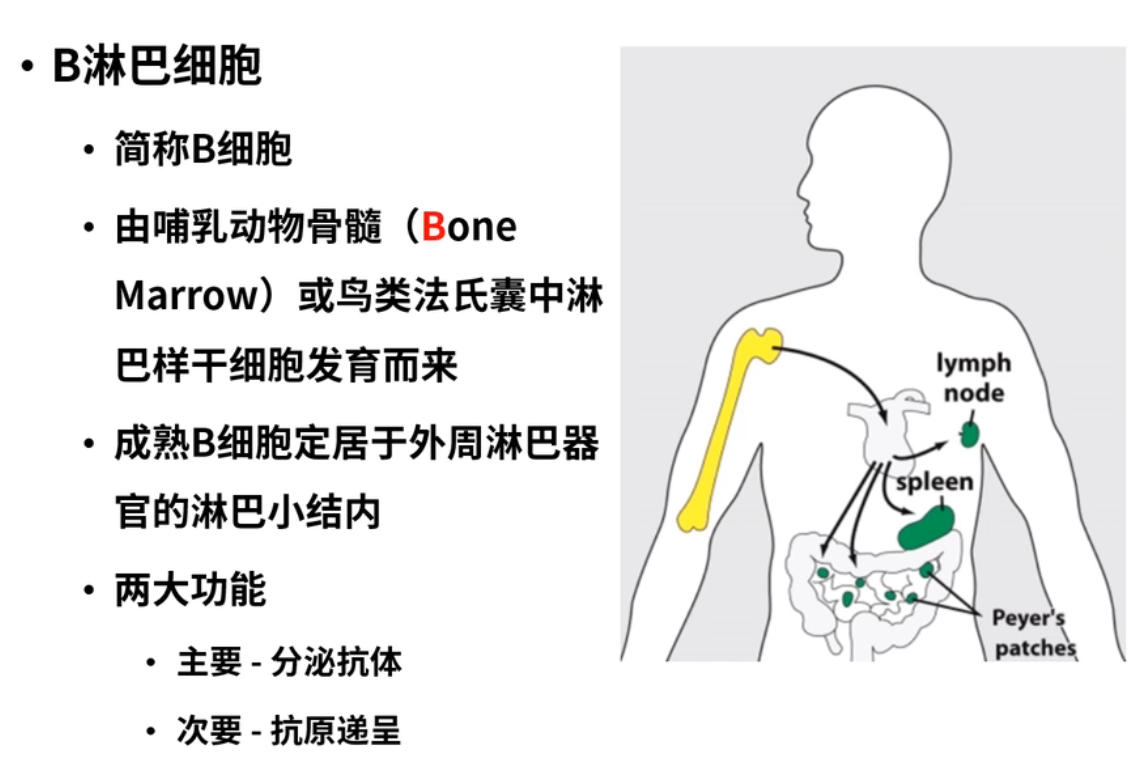 • B淋巴细胞
• 简称B细胞
• 由哺乳动物骨髓（Bone
Marrow）或鸟类法氏囊中淋
巴样干细胞发育而来
• 成熟B细胞定居于外周淋巴器
官的淋巴小结内
• 两大功能
• 主要 - 分泌抗体
• 次要 - 抗原递呈
lymph
node
spleen
Peyer's
patches